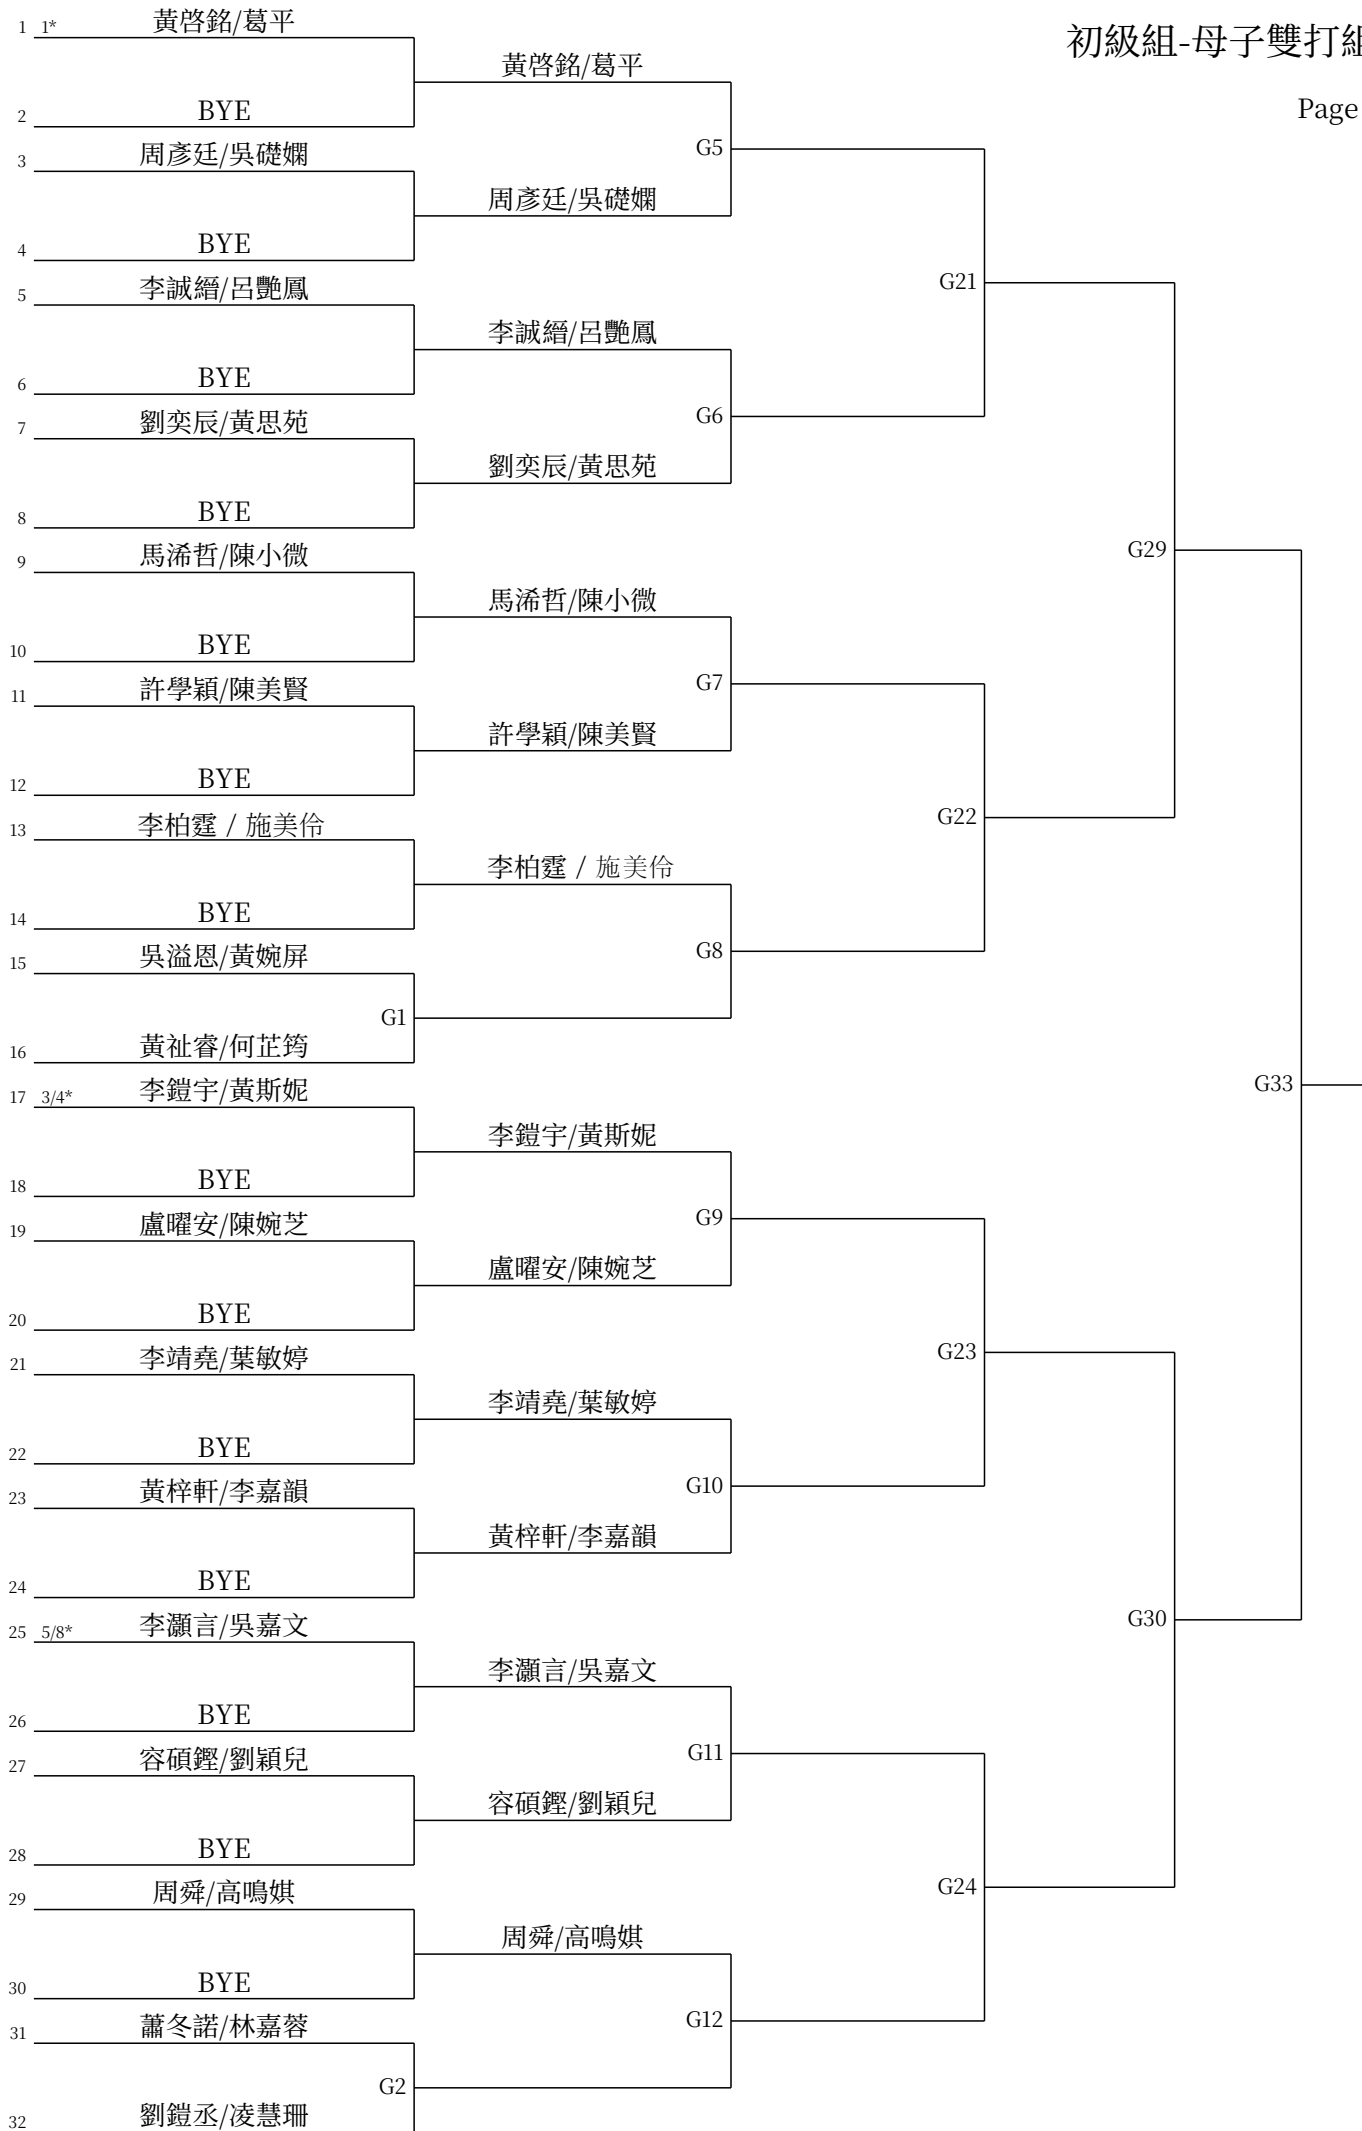 初級組-母子雙打組
Page
1 1* 黃啓銘/葛平
黃啓銘/葛平
2 BYE
3 周彥廷/吳礎嫻
G5
周彥廷/吳礎嫻
4 BYE
5 李誠縉/呂艷鳳
G21
李誠縉/呂艷鳳
6 BYE
7 劉奕辰/黃思苑
G6
劉奕辰/黃思苑
8 BYE
9 馬浠哲/陳小微
G29
馬浠哲/陳小微
10 BYE
11 許學穎/陳美賢
G7
許學穎/陳美賢
12 BYE
13 李柏霆 / 施美伶
G22
李柏霆 / 施美伶
14 BYE
15 吳溢恩/黃婉屏
G8
G1
16 黃祉睿/何芷筠
17 3/4* 李鎧宇/黃斯妮
G33
李鎧宇/黃斯妮
18 BYE
19 盧曜安/陳婉芝
G9
盧曜安/陳婉芝
20 BYE
21 李靖堯/葉敏婷
G23
李靖堯/葉敏婷
22 BYE
23 黃梓軒/李嘉韻
G10
黃梓軒/李嘉韻
24 BYE
25 5/8* 李灝言/吳嘉文
G30
李灝言/吳嘉文
26 BYE
27 容碩鏗/劉穎兒
G11
容碩鏗/劉穎兒
28 BYE
29 周舜/高鳴娸
G24
周舜/高鳴娸
30 BYE
31 蕭冬諾/林嘉蓉
G12
G2
32 劉鎧丞/凌慧珊